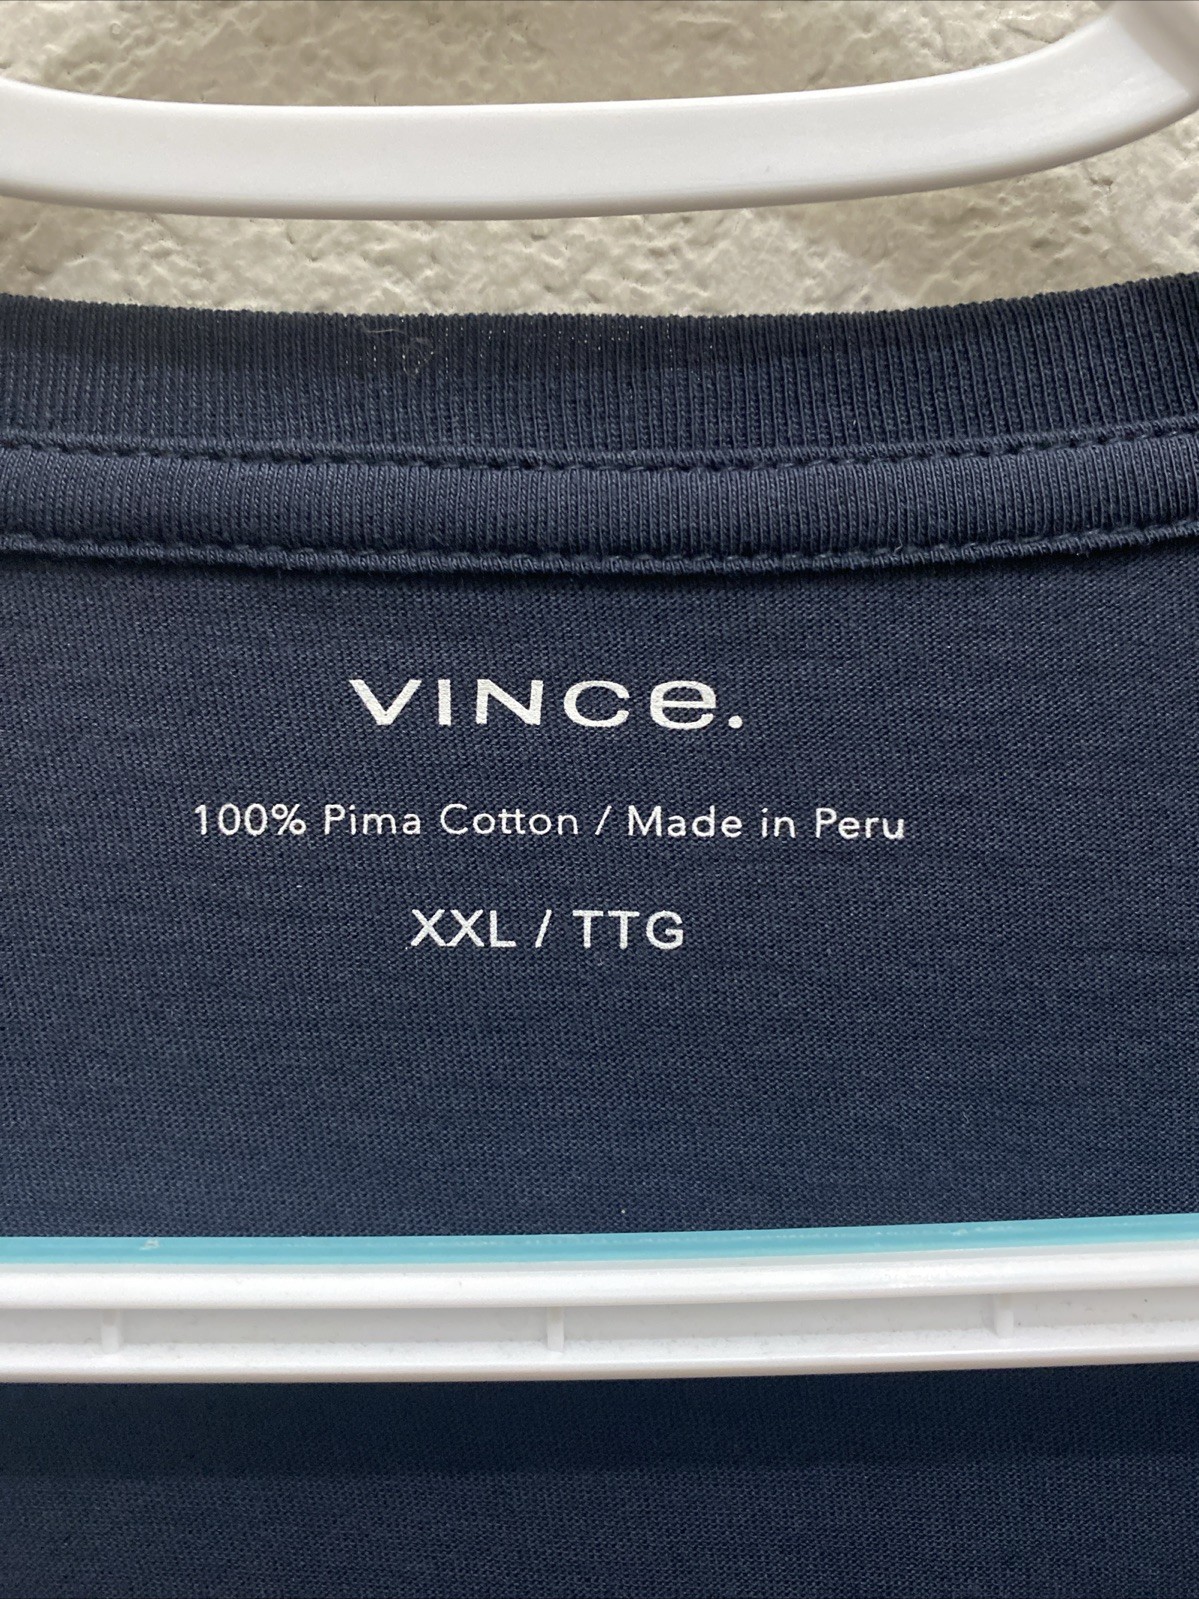 VINCe.
100% Pima Cotton / Made in Peru
XXL / TTG